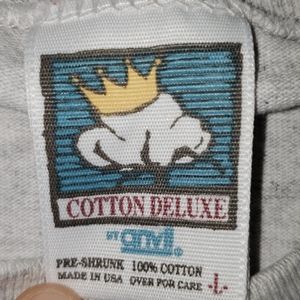 COTTON DELUXE
BY anvil®
PRE-SHRUNK 100% COTTON
MADE IN USA OVER FOR CARE -L-